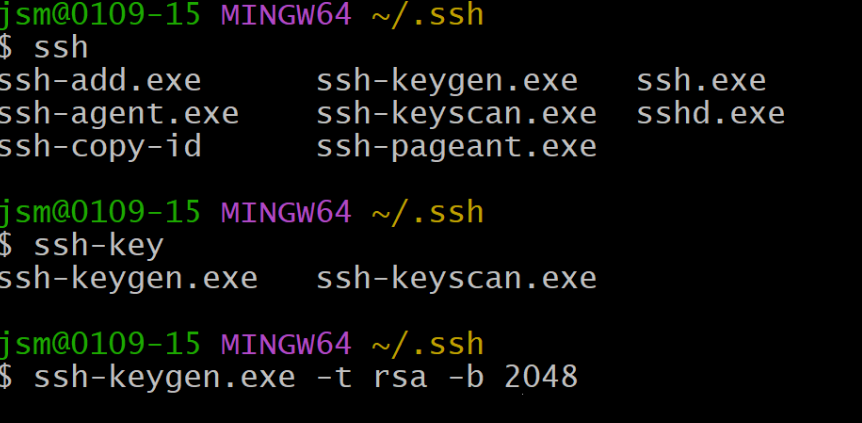 jsm@0109-15 MINGW64 ~/.ssh
$ ssh
ssh-add.exe ssh-keygen.exe ssh.exe
ssh-agent.exe ssh-keyscan.exe sshd.exe
ssh-copy-id ssh-pageant.exe
jsm@0109-15 MINGW64 ~/.ssh
$ ssh-key
ssh-keygen.exe ssh-keyscan.exe
jsm@0109-15 MINGW64 ~/.ssh
$ ssh-keygen.exe -t rsa -b 2048